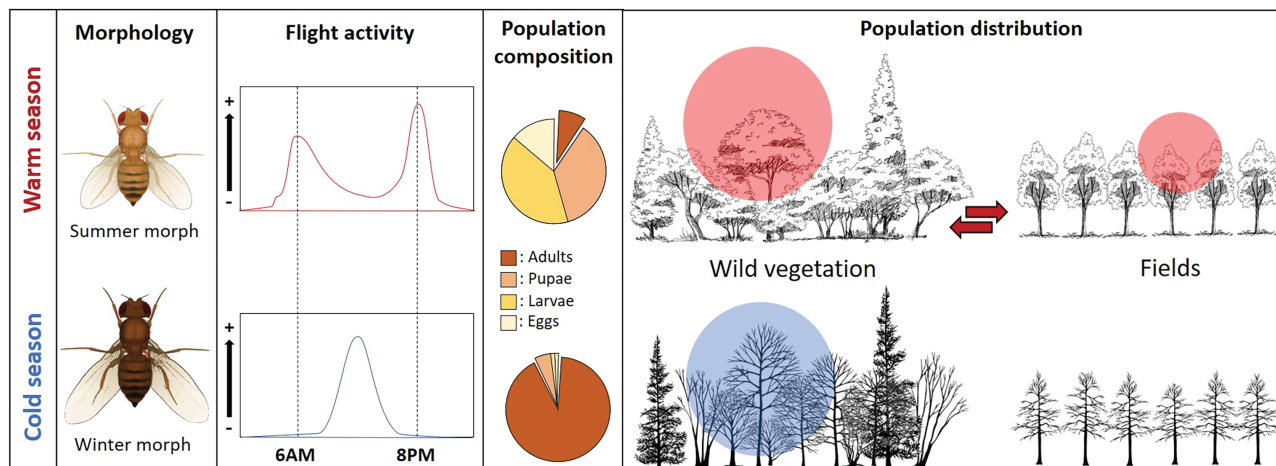 Morphology
Flight activity
Population
composition
Population distribution
Warm season
+
-
Summer morph
: Adults
: Pupae
: Larvae
: Eggs
Wild vegetation
Fields
Cold season
+
-
Winter morph
6AM
8PM